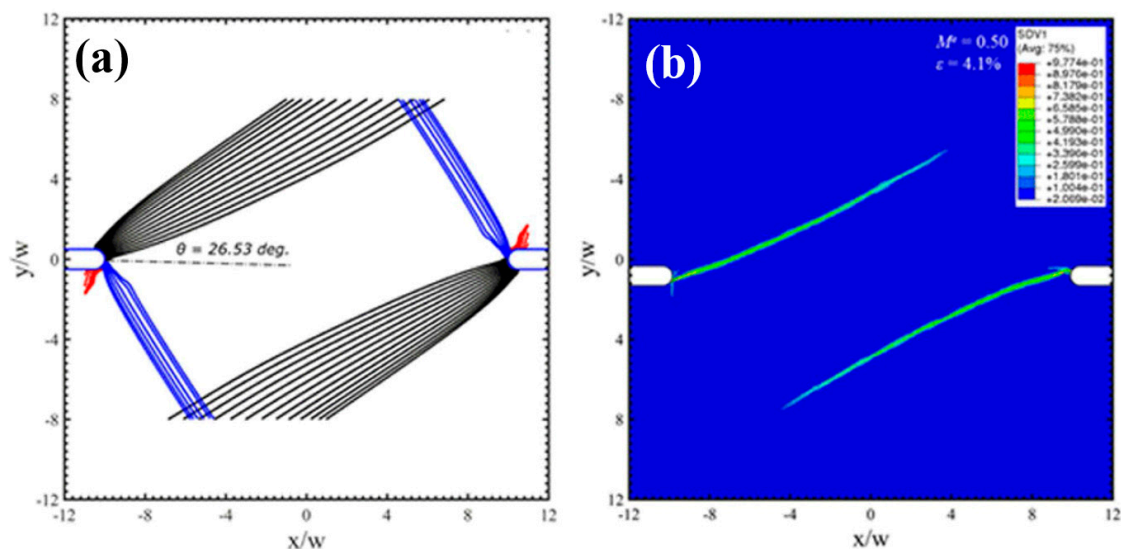 (a)
12
8
-4
0
4
-8
12
y/w
θ = 26.53 deg.
-12 -8 -4 0 4 8 12
x/w
(b)
12
-8
-4
0
4
8
12
y/w
Mᵉ = 0.50
ε = 4.1%
SDV1
(Avg: 75%)
+9.774e-01
+8.976e-01
+8.179e-01
+7.382e-01
+6.585e-01
+5.788e-01
+4.990e-01
+4.193e-01
+3.396e-01
+2.599e-01
+1.801e-01
+1.004e-01
+2.069e-02
-12 -8 -4 0 4 8 12
x/w